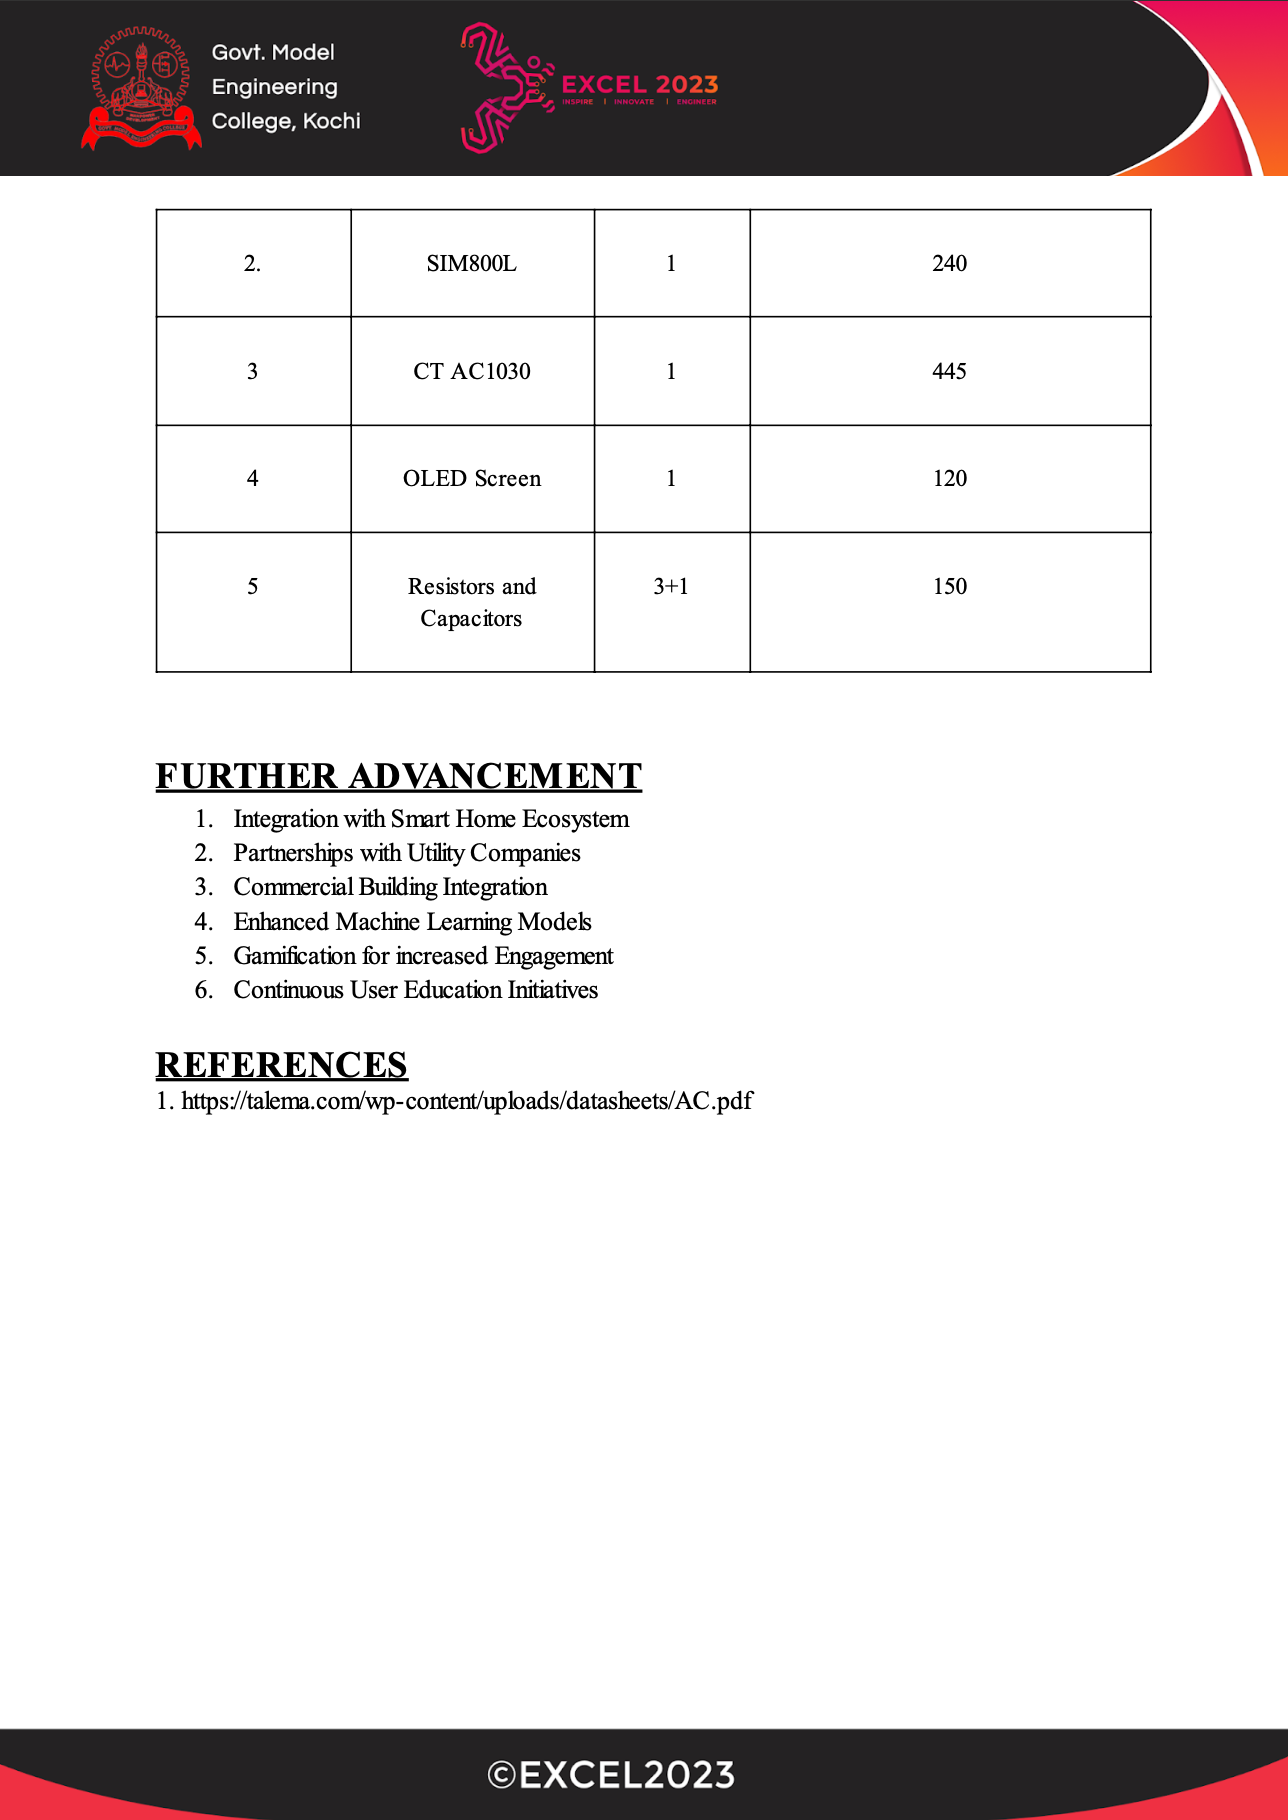 Govt. Model
Engineering
College, Kochi
EXCEL 2023
INSPIRE | INNOVATE | ENGINEER
2. SIM800L 1 240
3 CT AC1030 1 445
4 OLED Screen 1 120
5 Resistors and 3+1 150
Capacitors
FURTHER ADVANCEMENT
1. Integration with Smart Home Ecosystem
2. Partnerships with Utility Companies
3. Commercial Building Integration
4. Enhanced Machine Learning Models
5. Gamification for increased Engagement
6. Continuous User Education Initiatives
REFERENCES
1. https://talema.com/wp-content/uploads/datasheets/AC.pdf
©EXCEL2023